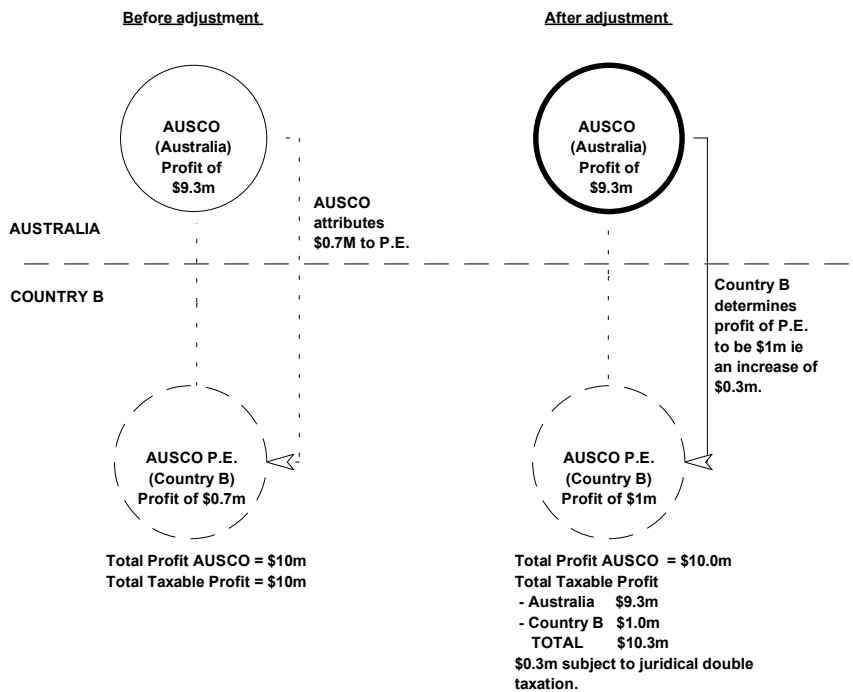 Before adjustment
AUSCO
(Australia)
Profit of
$9.3m
AUSCO
attributes
$0.7M to P.E.
AUSTRALIA
COUNTRY B
AUSCO P.E.
(Country B)
Profit of $0.7m
Total Profit AUSCO = $10m
Total Taxable Profit = $10m
After adjustment
AUSCO
(Australia)
Profit of
$9.3m
Country B
determines
profit of P.E.
to be $1m ie
an increase of
$0.3m.
AUSCO P.E.
(Country B)
Profit of $1m
Total Profit AUSCO = $10.0m
Total Taxable Profit
- Australia $9.3m
- Country B $1.0m
TOTAL $10.3m
$0.3m subject to juridical double
taxation.